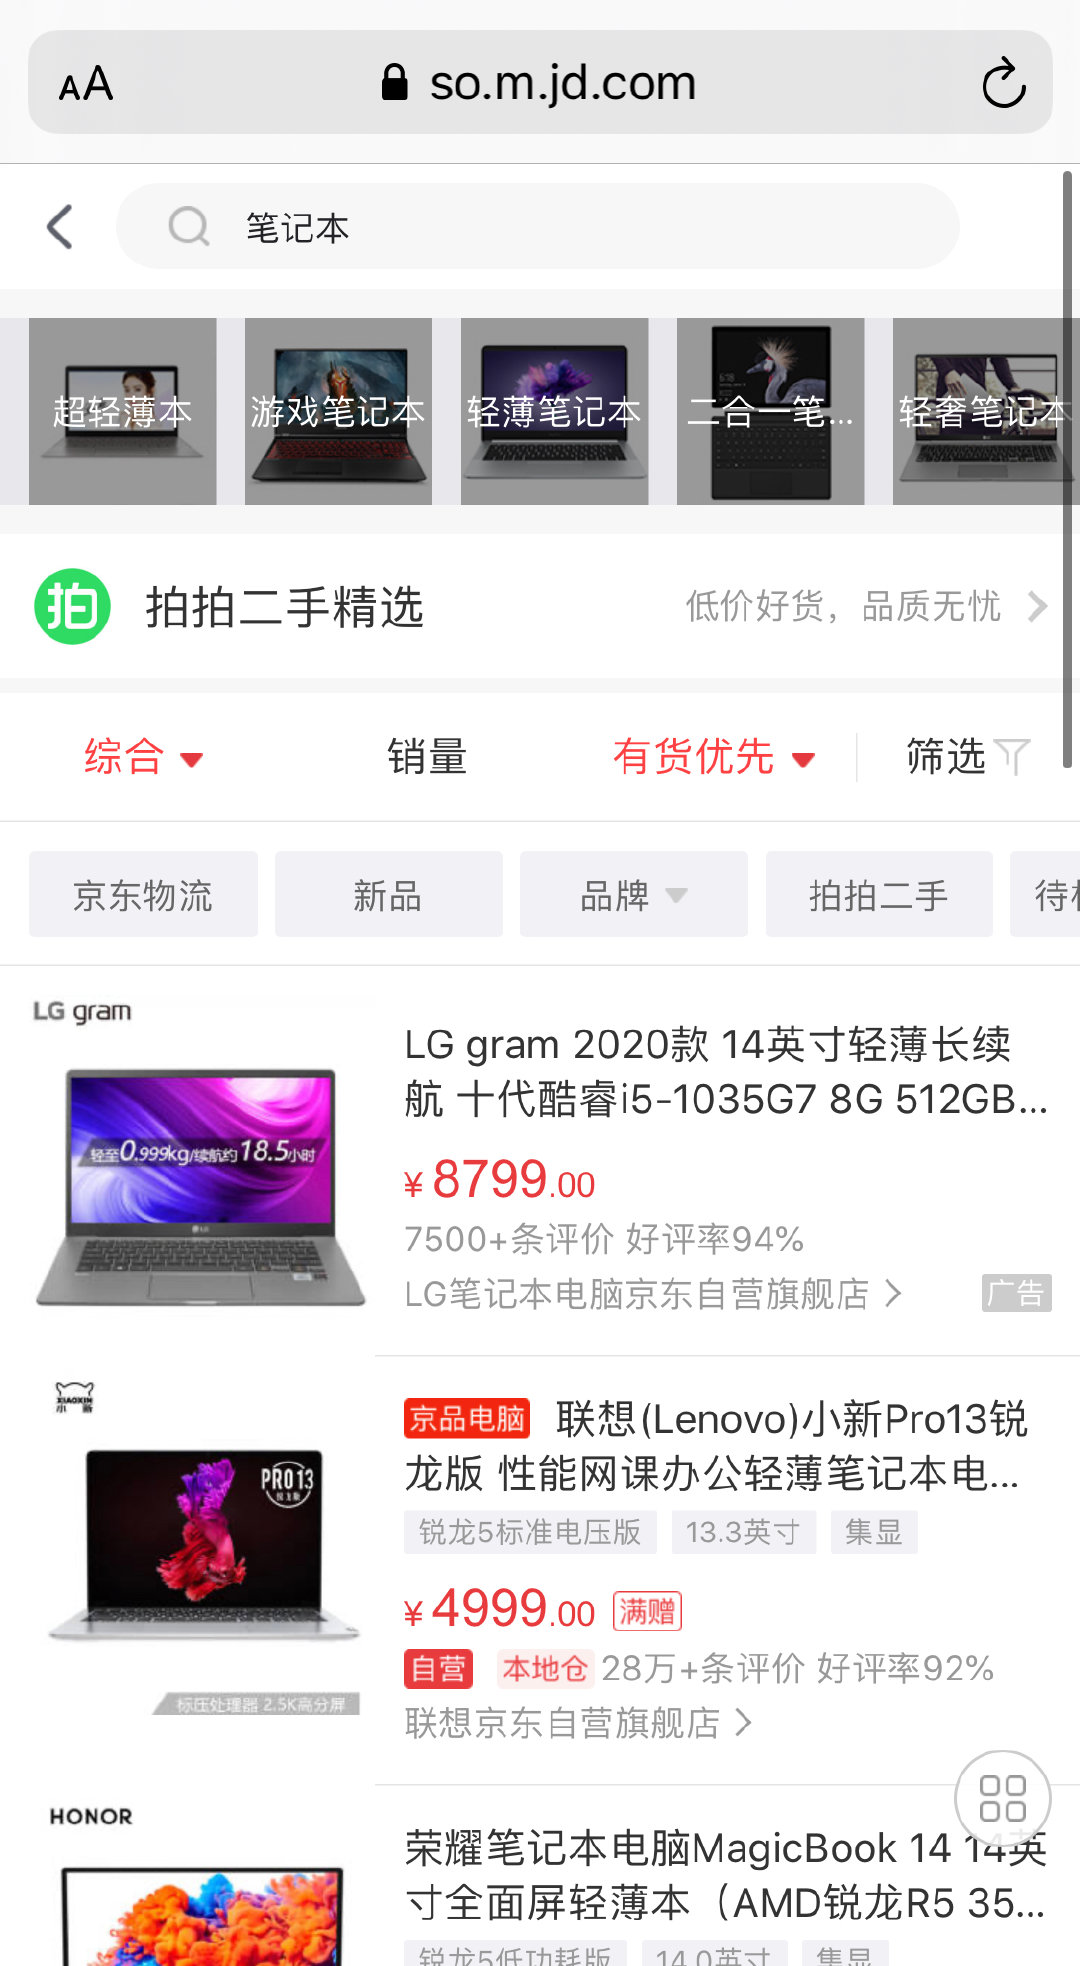 AA so.m.jd.com
笔记本
超轻薄本 游戏笔记本 轻薄笔记本 二合一笔... 轻奢笔记本
拍 拍拍二手精选 低价好货，品质无忧
综合 销量 有货优先 筛选
京东物流 新品 品牌 拍拍二手 待
LG gram
LG gram 2020款 14英寸轻薄长续
航 十代酷睿i5-1035G7 8G 512GB...
轻至0.999kg/续航约18.5小时
¥8799.00
7500+条评价 好评率94%
LG笔记本电脑京东自营旗舰店 广告
XIAOXIN
小新
京品电脑 联想(Lenovo)小新Pro13锐
龙版 性能网课办公轻薄笔记本电...
PRO 13
锐龙版
锐龙5标准电压版 13.3英寸 集显
¥4999.00 满赠
自营 本地仓 28万+条评价 好评率92%
标压处理器 2.5K高分屏
联想京东自营旗舰店
HONOR
荣耀笔记本电脑MagicBook 14 14英
寸全面屏轻薄本（AMD锐龙R5 35...
锐龙5低功耗版 14.0英寸 集显